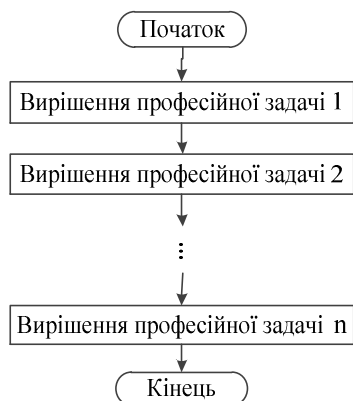 Початок
Вирішення професійної задачі 1
Вирішення професійної задачі 2
...
Вирішення професійної задачі n
Кінець